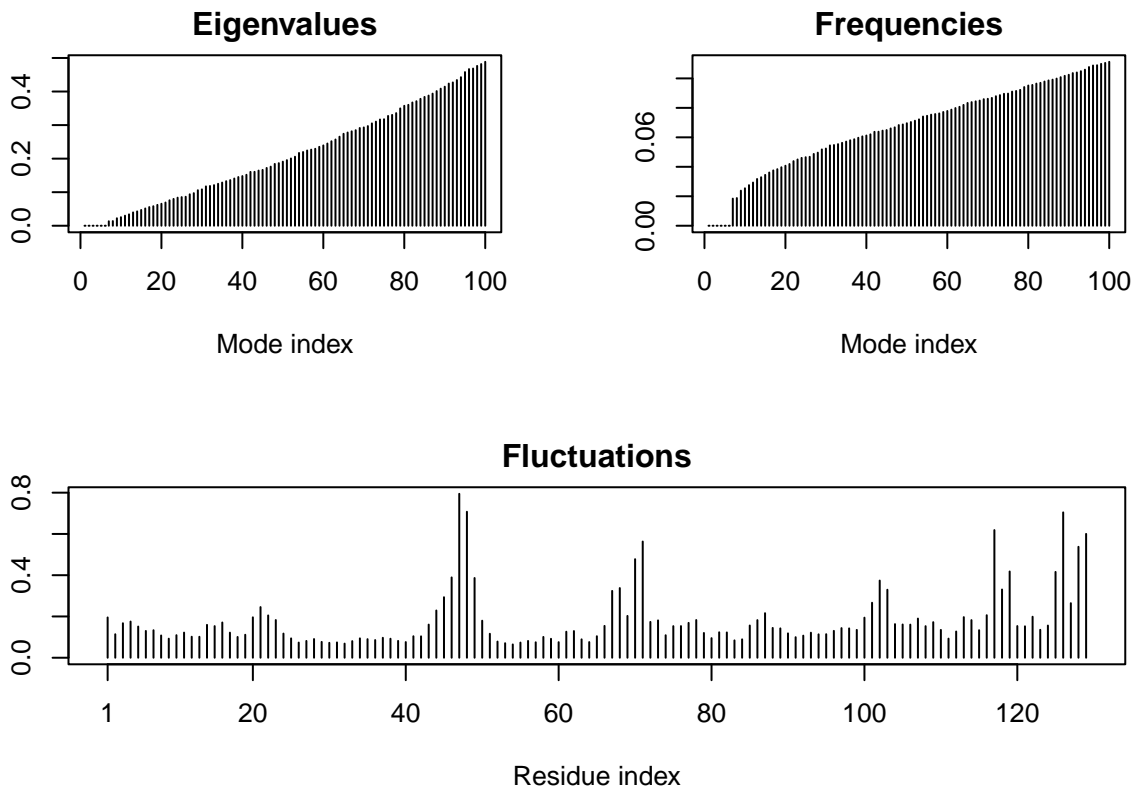 Eigenvalues
0.0 0.2 0.4
0 20 40 60 80 100
Mode index
Frequencies
0.00 0.06
0 20 40 60 80 100
Mode index
Fluctuations
0.0 0.4 0.8
1 20 40 60 80 100 120
Residue index